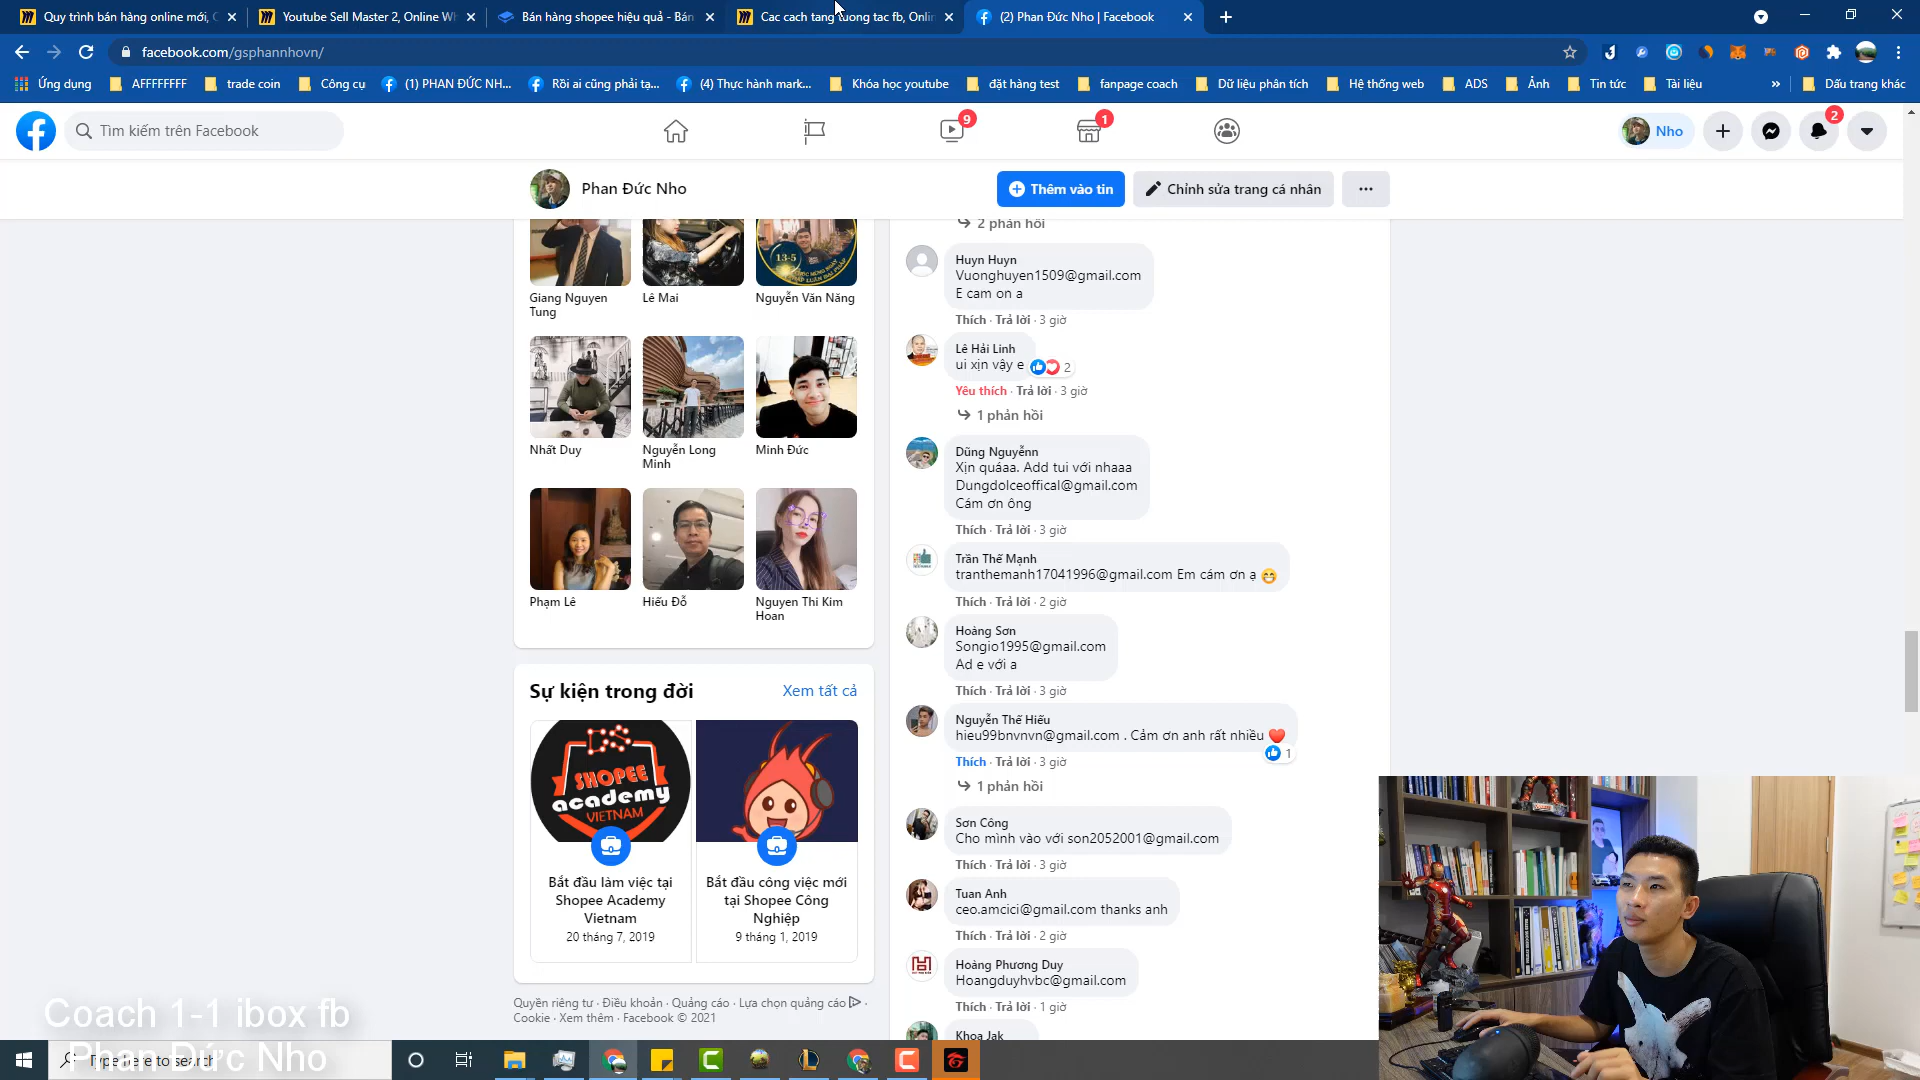 Quy trình bán hàng online mới, C
Youtube Sell Master 2, Online Wh
Bán hàng shopee hiệu quả - Bán
Cac cach tang tuong tac fb, Onlin
(2) Phan Đức Nho | Facebook
facebook.com/gsphannhovn/
Ứng dụng
AFFFFFFFF
trade coin
Công cụ
(1) PHAN ĐỨC NH...
Rồi ai cũng phải tạ...
(4) Thực hành mark...
Khóa học youtube
đặt hàng test
fanpage coach
Dữ liệu phân tích
Hệ thống web
ADS
Ảnh
Tin tức
Tài liệu
»
Dấu trang khác
Tìm kiếm trên Facebook
9
1
Nho
2
Phan Đức Nho
Thêm vào tin
Chỉnh sửa trang cá nhân
Giang Nguyen Tung
Lê Mai
13-5
Nguyễn Văn Năng
Nhất Duy
Nguyễn Long Minh
Minh Đức
Phạm Lê
Hiếu Đỗ
Nguyen Thi Kim Hoan
Sự kiện trong đời
Xem tất cả
SHOPEE
academy
VIETNAM
Bắt đầu làm việc tại
Shopee Academy
Vietnam
20 tháng 7, 2019
Bắt đầu công việc mới
tại Shopee Công
Nghiệp
9 tháng 1, 2019
Quyền riêng tư · Điều khoản · Quảng cáo · Lựa chọn quảng cáo ·
Cookie · Xem thêm · Facebook © 2021
2 phản hồi
Huyn Huyn
Vuonghuyen1509@gmail.com
E cam on a
Thích · Trả lời · 3 giờ
Lê Hải Linh
ui xịn vậy e
2
Yêu thích · Trả lời · 3 giờ
1 phản hồi
Dũng Nguyễnn
Xịn quáaa. Add tui với nhaaa
Dungdolceoffical@gmail.com
Cám ơn ông
Thích · Trả lời · 3 giờ
Trần Thế Mạnh
tranthemanh17041996@gmail.com Em cám ơn ạ 😁
Thích · Trả lời · 2 giờ
Hoàng Sơn
Songio1995@gmail.com
Ad e với a
Thích · Trả lời · 3 giờ
Nguyễn Thế Hiếu
hieu99bnvnvn@gmail.com . Cảm ơn anh rất nhiều ❤️
1
Thích · Trả lời · 3 giờ
1 phản hồi
Sơn Công
Cho mình vào với son2052001@gmail.com
Thích · Trả lời · 3 giờ
Tuan Anh
ceo.amcici@gmail.com thanks anh
Thích · Trả lời · 2 giờ
Hoàng Phương Duy
Hoangduyhvbc@gmail.com
Thích · Trả lời · 1 giờ
Khoa Jak
Coach 1-1 ibox fb
Phan Đức Nho
Type here to search